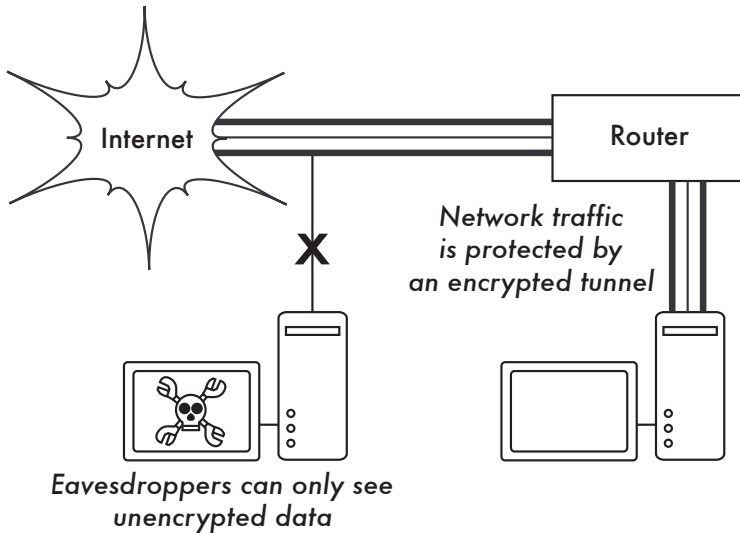 Internet
Router
Network traffic
is protected by
an encrypted tunnel
X
Eavesdroppers can only see
unencrypted data